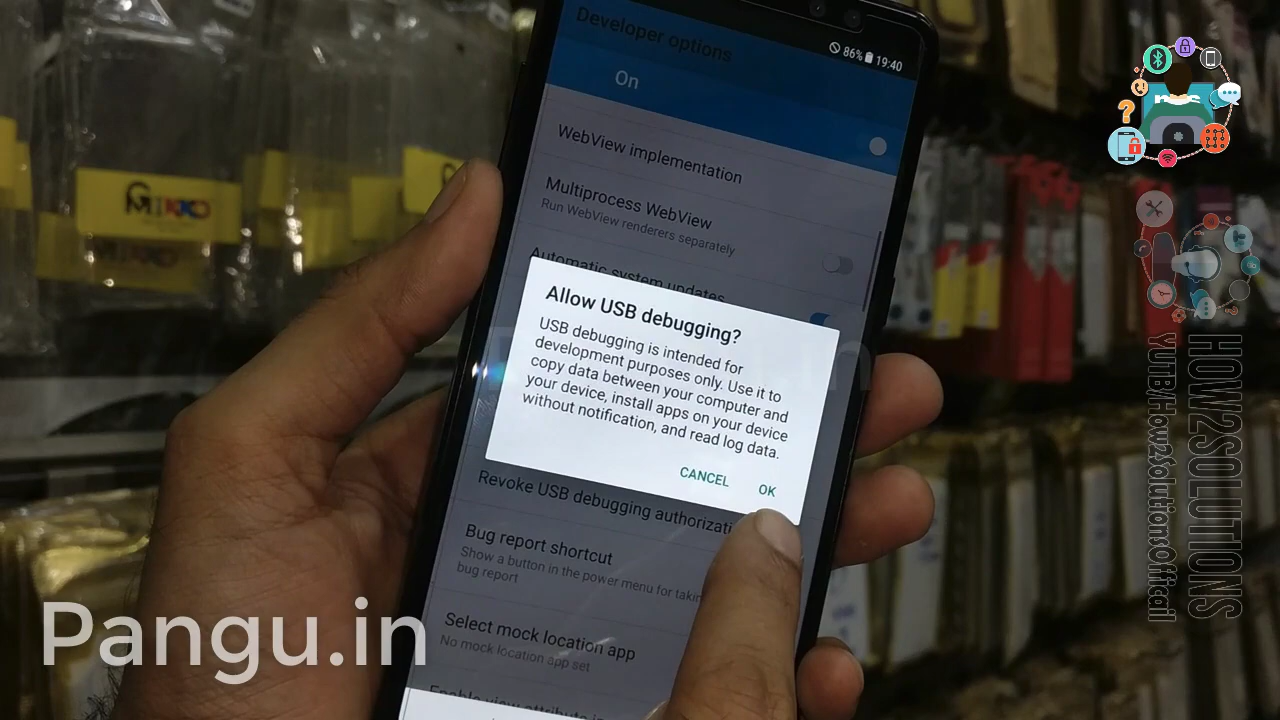 Developer options
86% 19:40
On
WebView implementation
Multiprocess WebView
Run WebView renderers separately
Automatic system updates
Allow USB debugging?
USB debugging is intended for
development purposes only. Use it to
copy data between your computer and
your device, install apps on your device
without notification, and read log data.
CANCEL OK
Revoke USB debugging
Bug report shortcut
Show a button in the power menu for
bug report
Select mock location app
No mock location app set
MIKKO
Pangu.in
HOW2SOLUTIONS
YUTB/How2SolutionsOffical